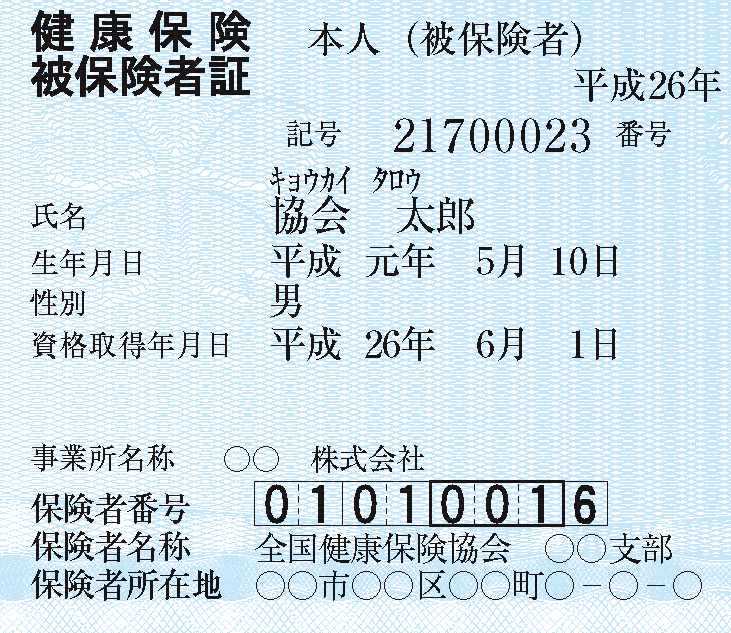 健康保険 本人（被保険者）
被保険者証
平成26年
記号 21700023 番号
ｷｮｳｶｲ ﾀﾛｳ
氏名 協会 太郎
生年月日 平成 元年 5月 10日
性別 男
資格取得年月日 平成 26年 6月 1日
事業所名称 ○○ 株式会社
保険者番号 01010016
保険者名称 全国健康保険協会 ○○支部
保険者所在地 ○○市○○区○○町○－○－○